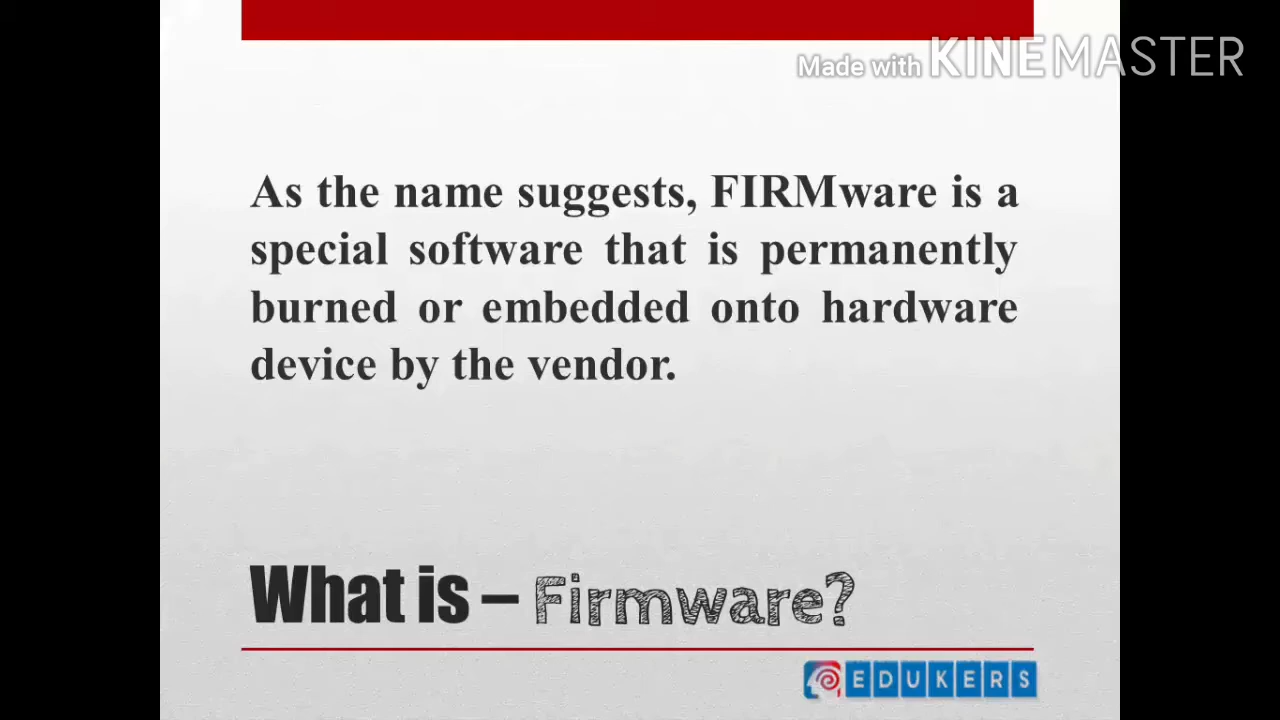 Made with KINEMASTER
As the name suggests, FIRMware is a
special software that is permanently
burned or embedded onto hardware
device by the vendor.
What is – Firmware?
EDUKERS